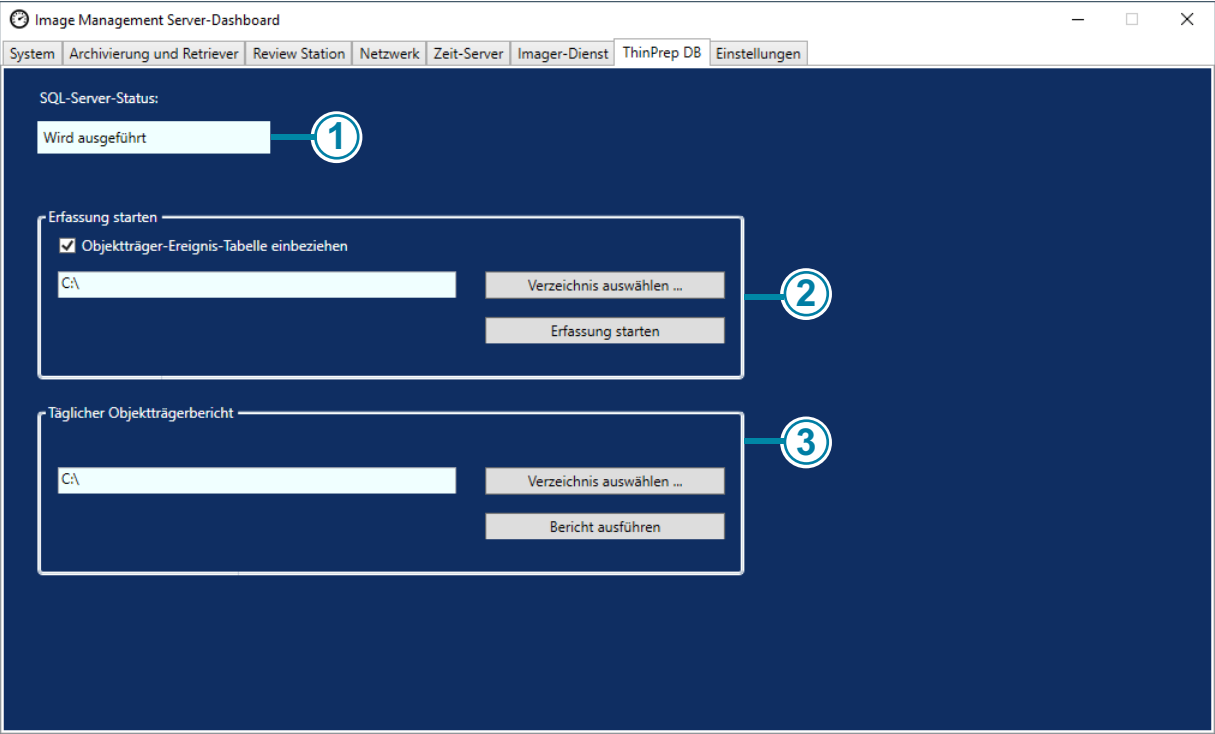 Image Management Server-Dashboard
System Archivierung und Retriever Review Station Netzwerk Zeit-Server Imager-Dienst ThinPrep DB Einstellungen
SQL-Server-Status:
Wird ausgeführt
1
Erfassung starten
Objektträger-Ereignis-Tabelle einbeziehen
C:\ Verzeichnis auswählen ...
2
Erfassung starten
Täglicher Objektträgerbericht
3
C:\ Verzeichnis auswählen ...
Bericht ausführen